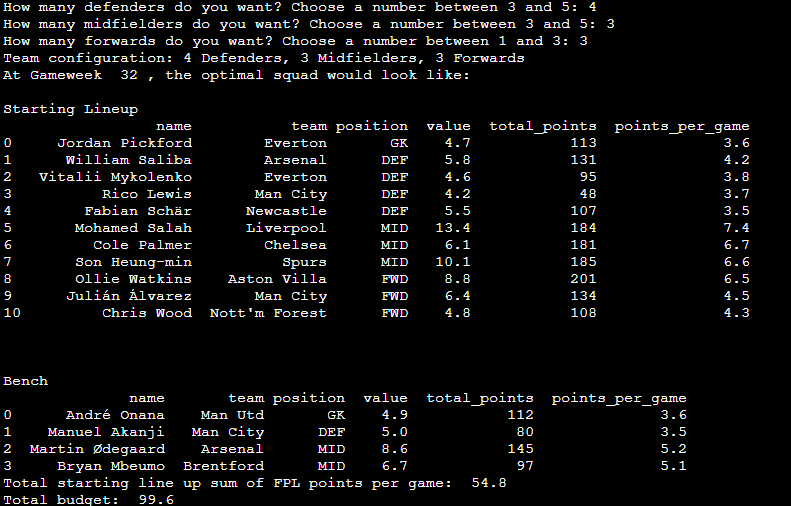 How many defenders do you want? Choose a number between 3 and 5: 4
How many midfielders do you want? Choose a number between 3 and 5: 3
How many forwards do you want? Choose a number between 1 and 3: 3
Team configuration: 4 Defenders, 3 Midfielders, 3 Forwards
At Gameweek  32 , the optimal squad would look like:
Starting Lineup
name team position value total_points points_per_game
0 Jordan Pickford Everton GK 4.7 113 3.6
1 William Saliba Arsenal DEF 5.8 131 4.2
2 Vitalii Mykolenko Everton DEF 4.6 95 3.8
3 Rico Lewis Man City DEF 4.2 48 3.7
4 Fabian Schär Newcastle DEF 5.5 107 3.5
5 Mohamed Salah Liverpool MID 13.4 184 7.4
6 Cole Palmer Chelsea MID 6.1 181 6.7
7 Son Heung-min Spurs MID 10.1 185 6.6
8 Ollie Watkins Aston Villa FWD 8.8 201 6.5
9 Julián Álvarez Man City FWD 6.4 134 4.5
10 Chris Wood Nott'm Forest FWD 4.8 108 4.3
Bench
name team position value total_points points_per_game
0 André Onana Man Utd GK 4.9 112 3.6
1 Manuel Akanji Man City DEF 5.0 80 3.5
2 Martin Ødegaard Arsenal MID 8.6 145 5.2
3 Bryan Mbeumo Brentford MID 6.7 97 5.1
Total starting line up sum of FPL points per game:  54.8
Total budget:  99.6